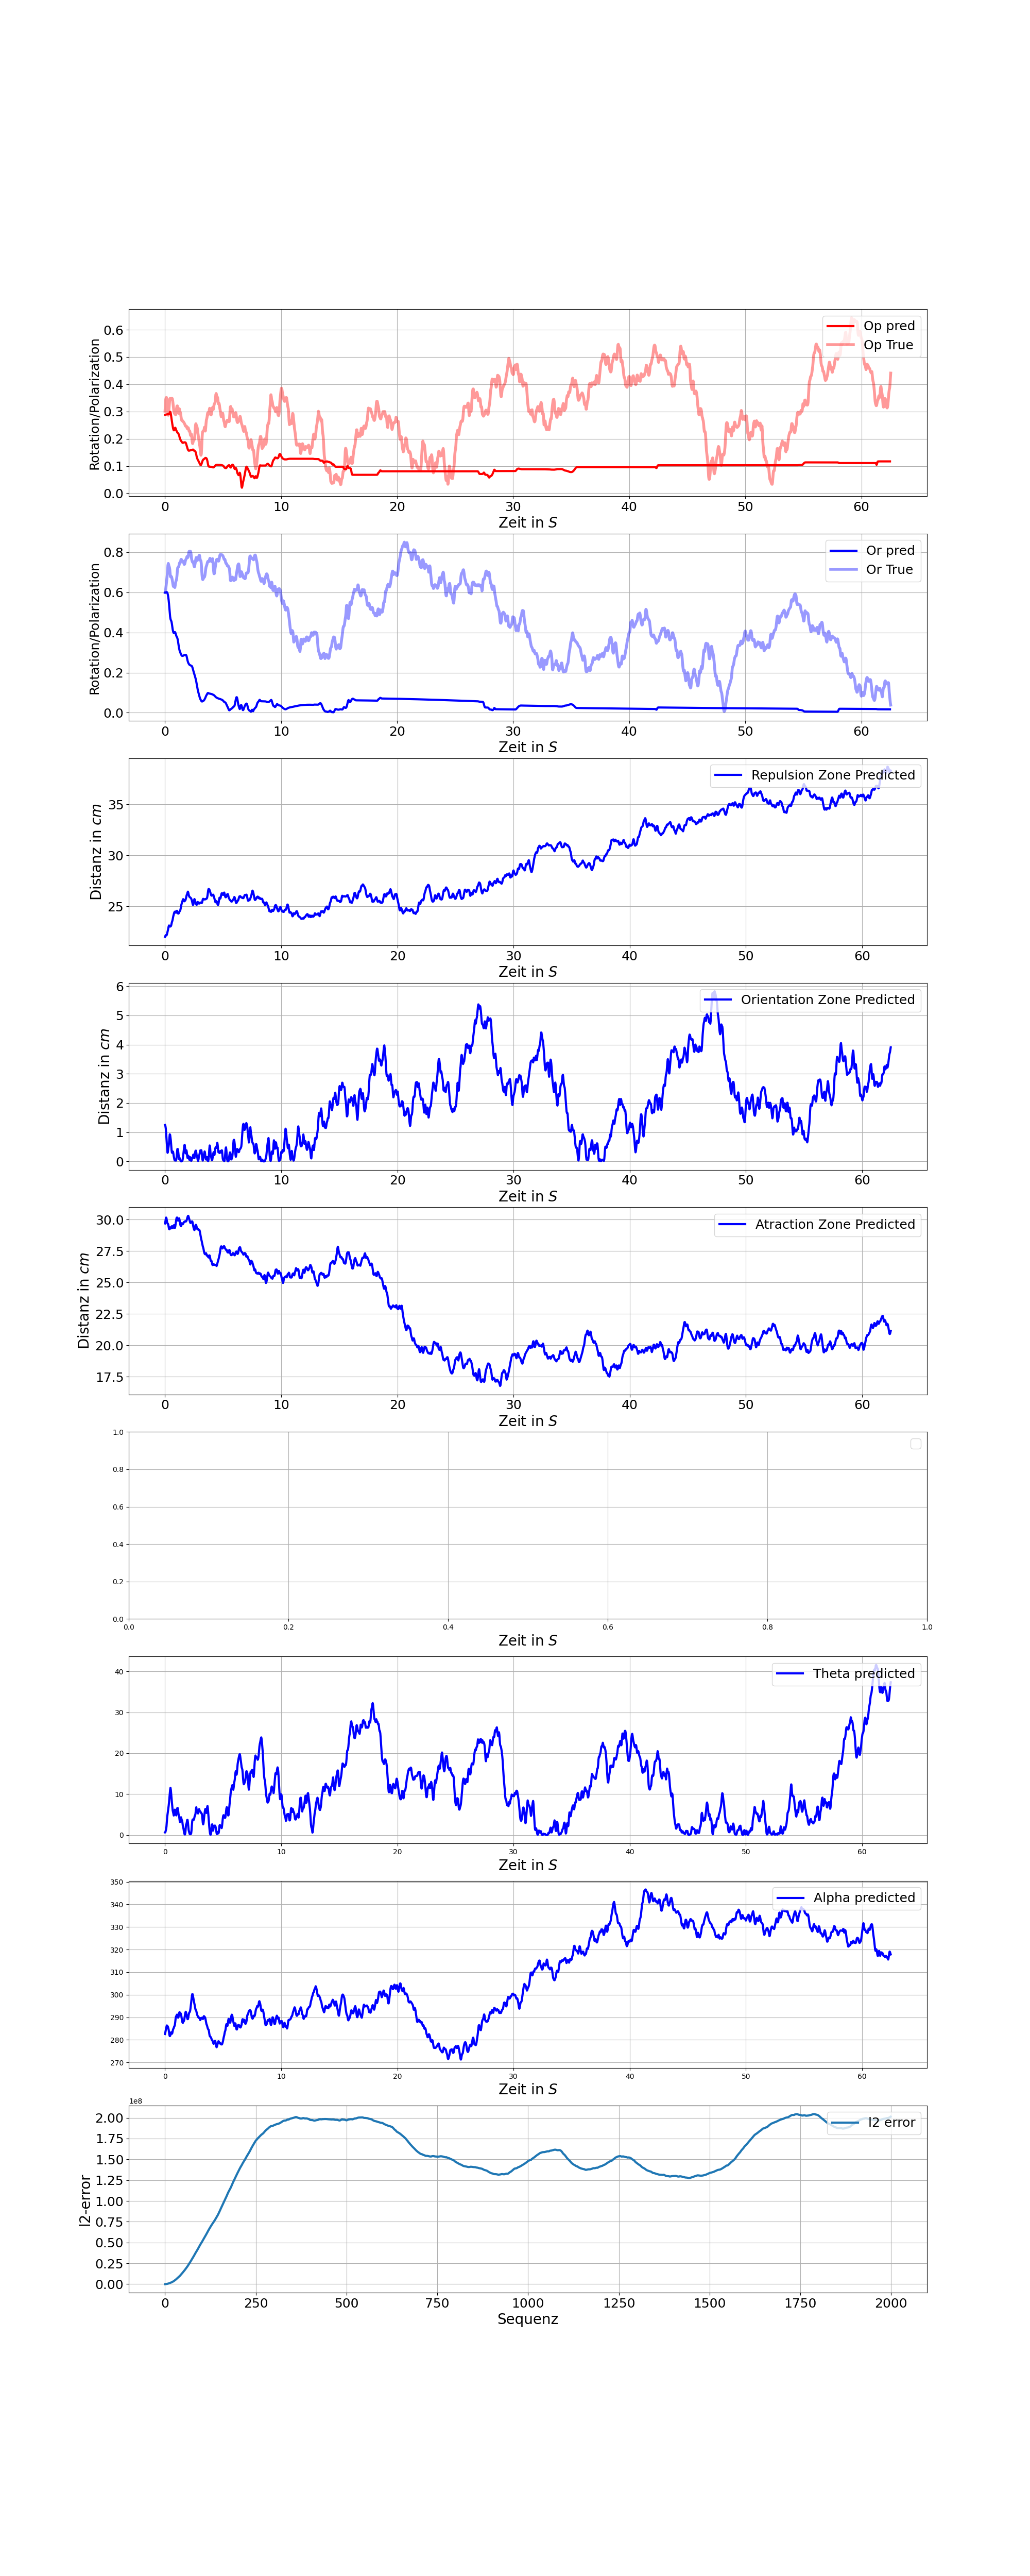 Op pred
Op True
Rotation/Polarization
0.6
0.5
0.4
0.3
0.2
0.1
0.0
0 10 20 30 40 50 60
Zeit in S
Or pred
Or True
Rotation/Polarization
0.8
0.6
0.4
0.2
0.0
0 10 20 30 40 50 60
Zeit in S
Repulsion Zone Predicted
Distanz in cm
35
30
25
0 10 20 30 40 50 60
Zeit in S
Orientation Zone Predicted
Distanz in cm
6
5
4
3
2
1
0
0 10 20 30 40 50 60
Zeit in S
Atraction Zone Predicted
Distanz in cm
30.0
27.5
25.0
22.5
20.0
17.5
0 10 20 30 40 50 60
Zeit in S
1.0
0.8
0.6
0.4
0.2
0.0
0.0 0.2 0.4 0.6 0.8 1.0
Zeit in S
Theta predicted
40
30
20
10
0
0 10 20 30 40 50 60
Zeit in S
Alpha predicted
350
340
330
320
310
300
290
280
270
0 10 20 30 40 50 60
Zeit in S
1e8
l2 error
l2-error
2.00
1.75
1.50
1.25
1.00
0.75
0.50
0.25
0.00
0 250 500 750 1000 1250 1500 1750 2000
Sequenz